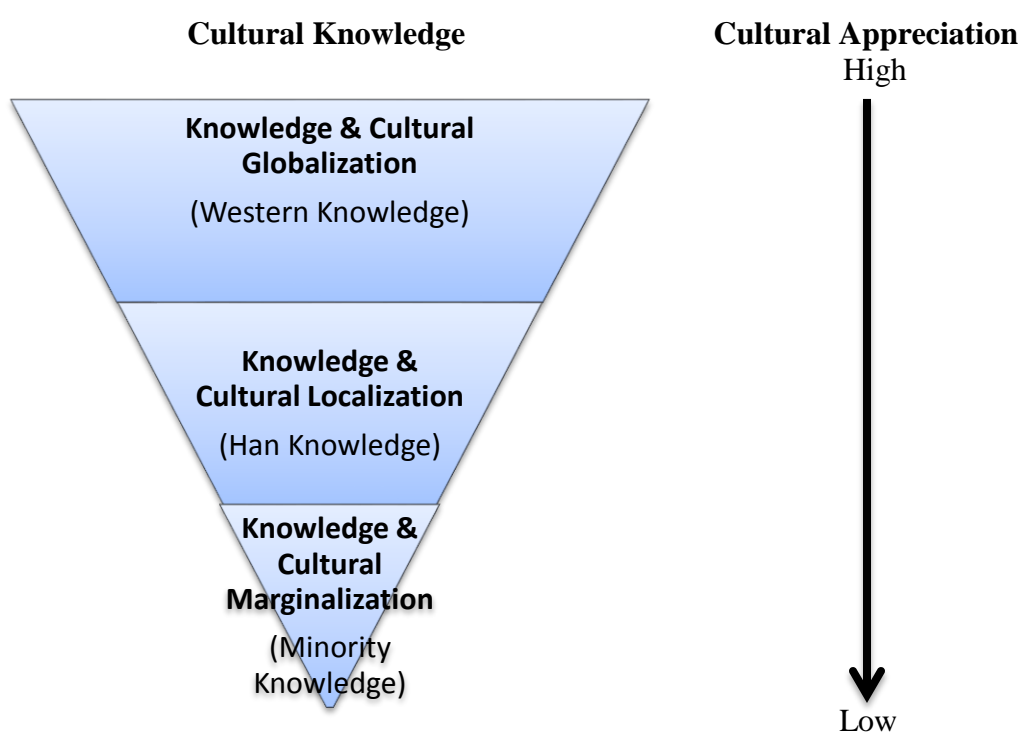 Cultural Knowledge
Cultural Appreciation
High
Knowledge & Cultural
Globalization
(Western Knowledge)
Knowledge &
Cultural Localization
(Han Knowledge)
Knowledge &
Cultural
Marginalization
(Minority
Knowledge)
Low